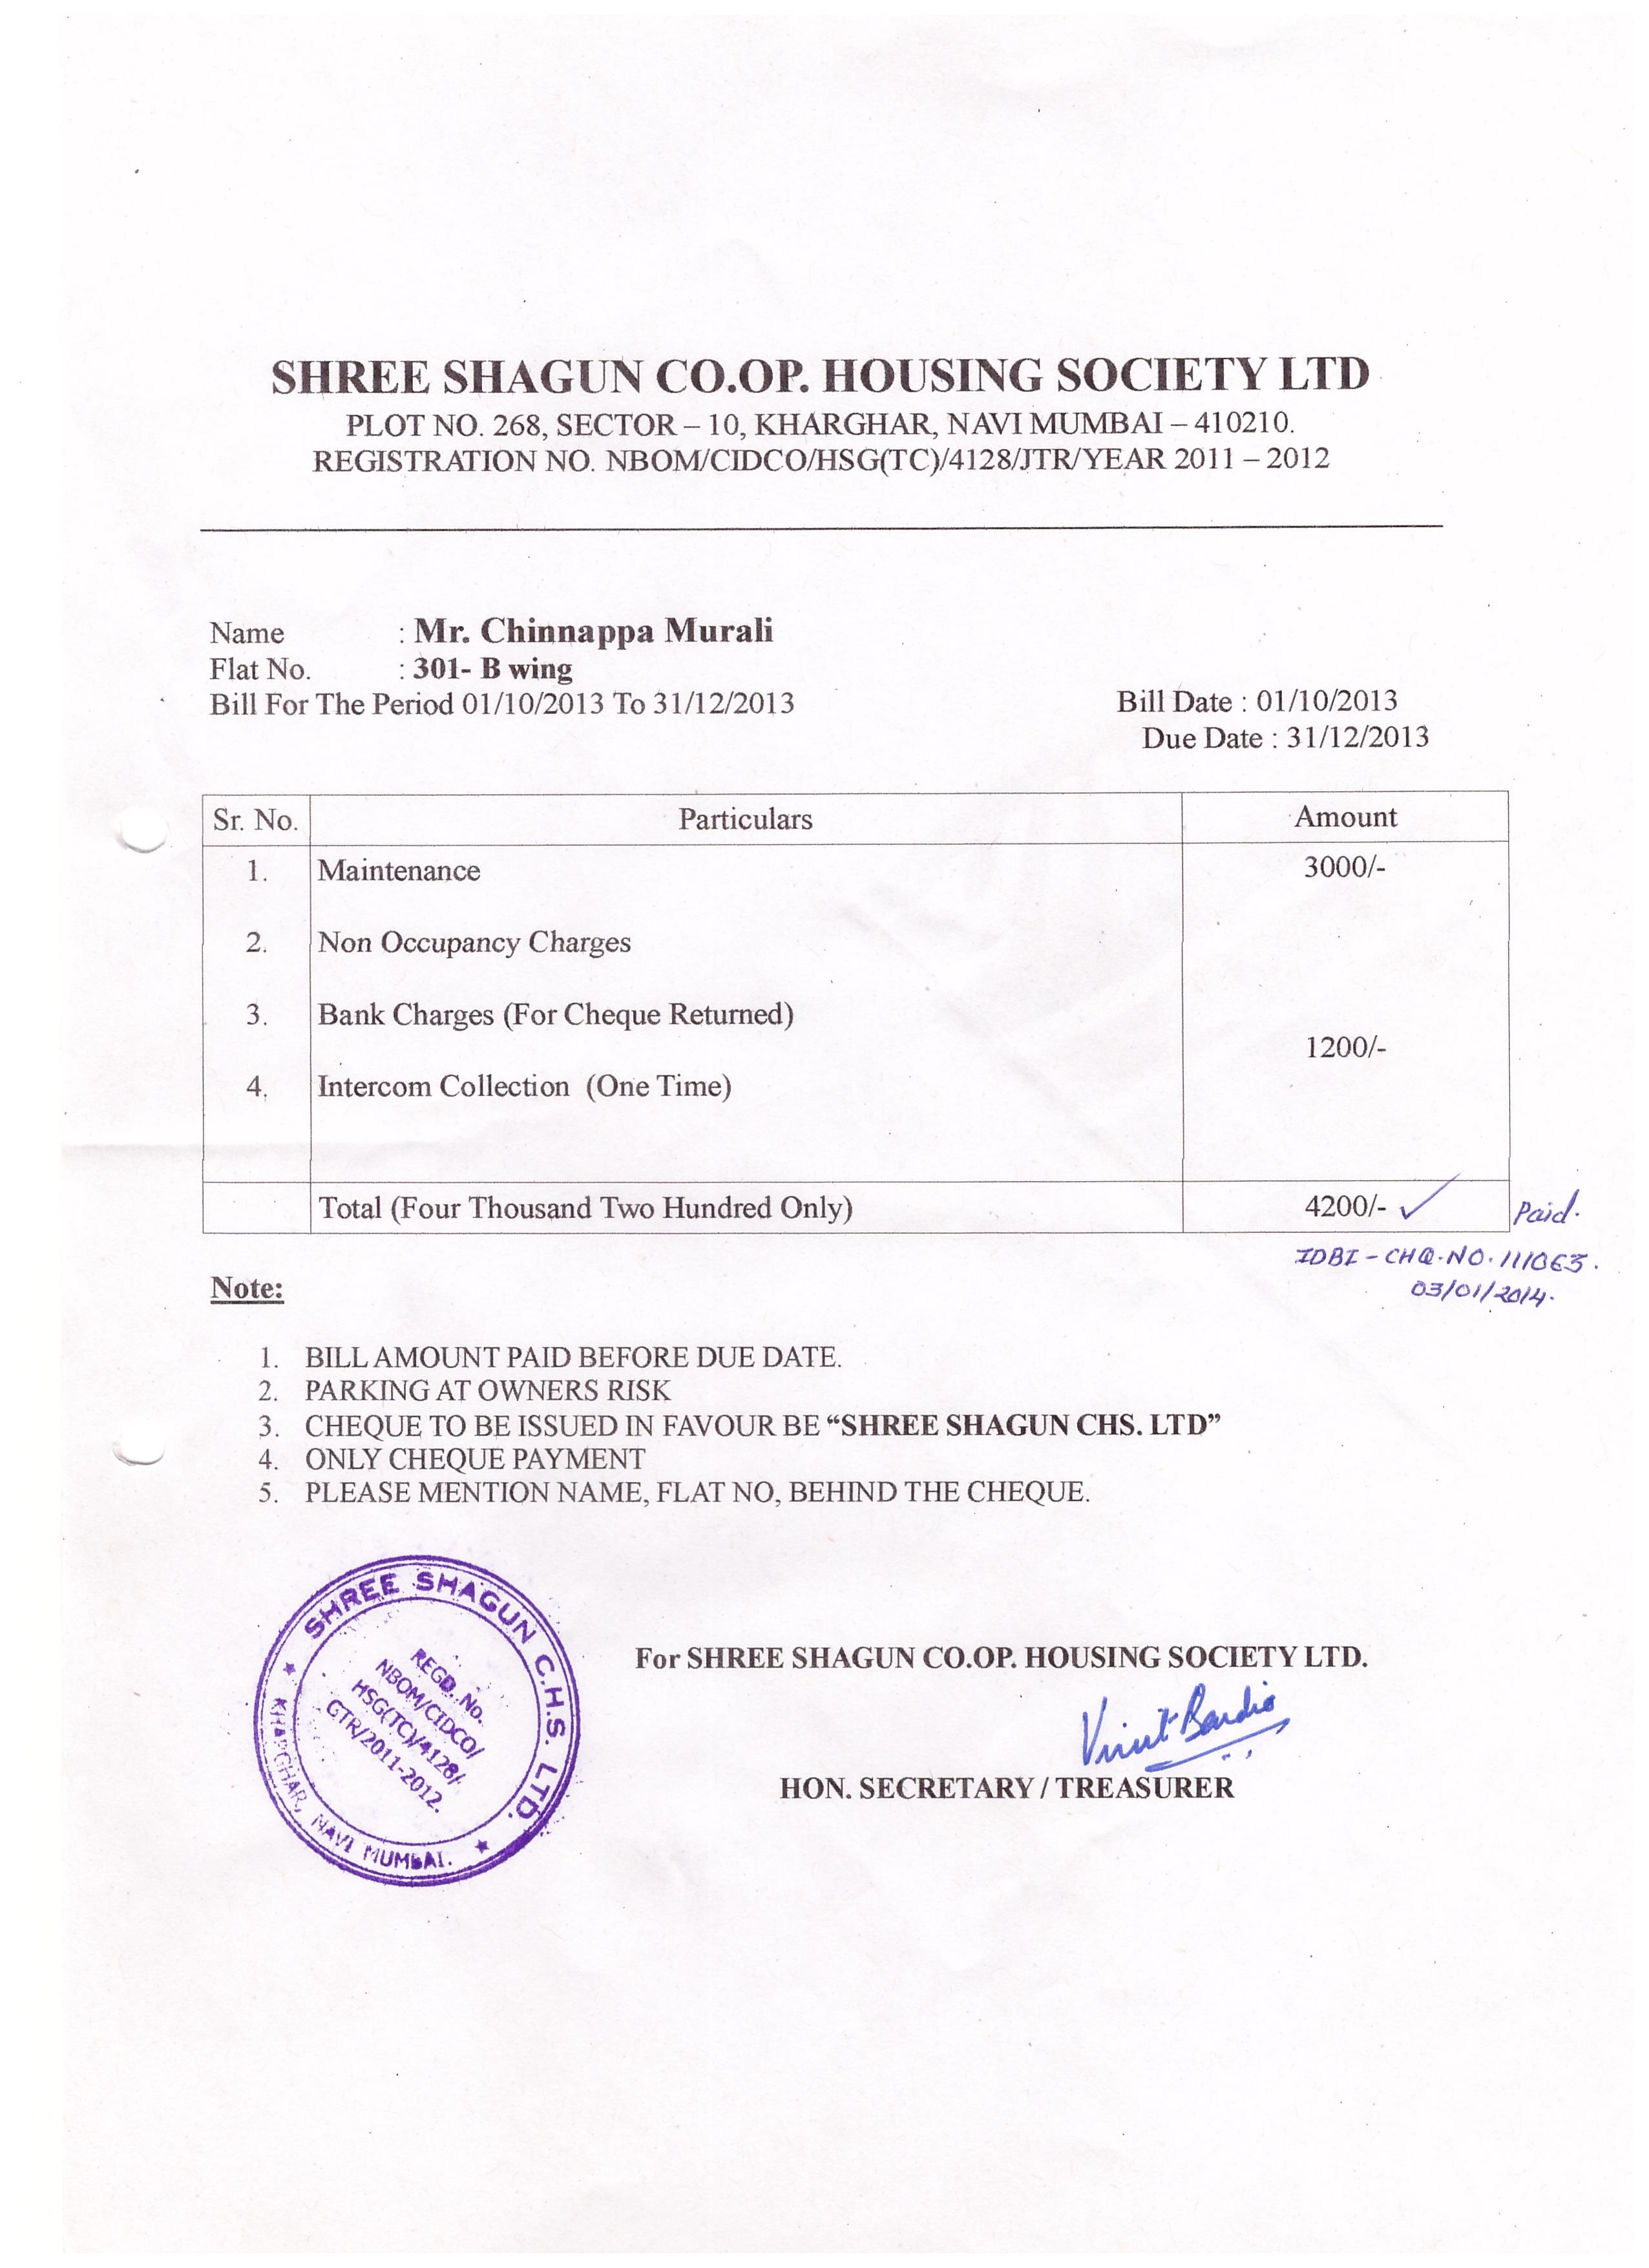 SHREE SHAGUN CO.OP. HOUSING SOCIETY LTD
PLOT NO. 268, SECTOR – 10, KHARGHAR, NAVI MUMBAI – 410210.
REGISTRATION NO. NBOM/CIDCO/HSG(TC)/4128/JTR/YEAR 2011 – 2012
Name : Mr. Chinnappa Murali
Flat No. : 301- B wing
Bill For The Period 01/10/2013 To 31/12/2013 Bill Date : 01/10/2013
Due Date : 31/12/2013
Sr. No. Particulars Amount
1. Maintenance 3000/-
2. Non Occupancy Charges
3. Bank Charges (For Cheque Returned)
1200/-
4. Intercom Collection (One Time)
Total (Four Thousand Two Hundred Only) 4200/- ✓ Paid.
IDBI - CHQ.NO. 111063.
03/01/2014.
Note:
1. BILL AMOUNT PAID BEFORE DUE DATE.
2. PARKING AT OWNERS RISK
3. CHEQUE TO BE ISSUED IN FAVOUR BE “SHREE SHAGUN CHS. LTD”
4. ONLY CHEQUE PAYMENT
5. PLEASE MENTION NAME, FLAT NO, BEHIND THE CHEQUE.
SHREE SHAGUN C.H.S. LTD.
★ KHARGHAR, NAVI MUMBAI. ★
REGD. No.
NBOM/CIDCO/
HSG(TC)/4128/
GTR/2011-2012.
For SHREE SHAGUN CO.OP. HOUSING SOCIETY LTD.
HON. SECRETARY / TREASURER